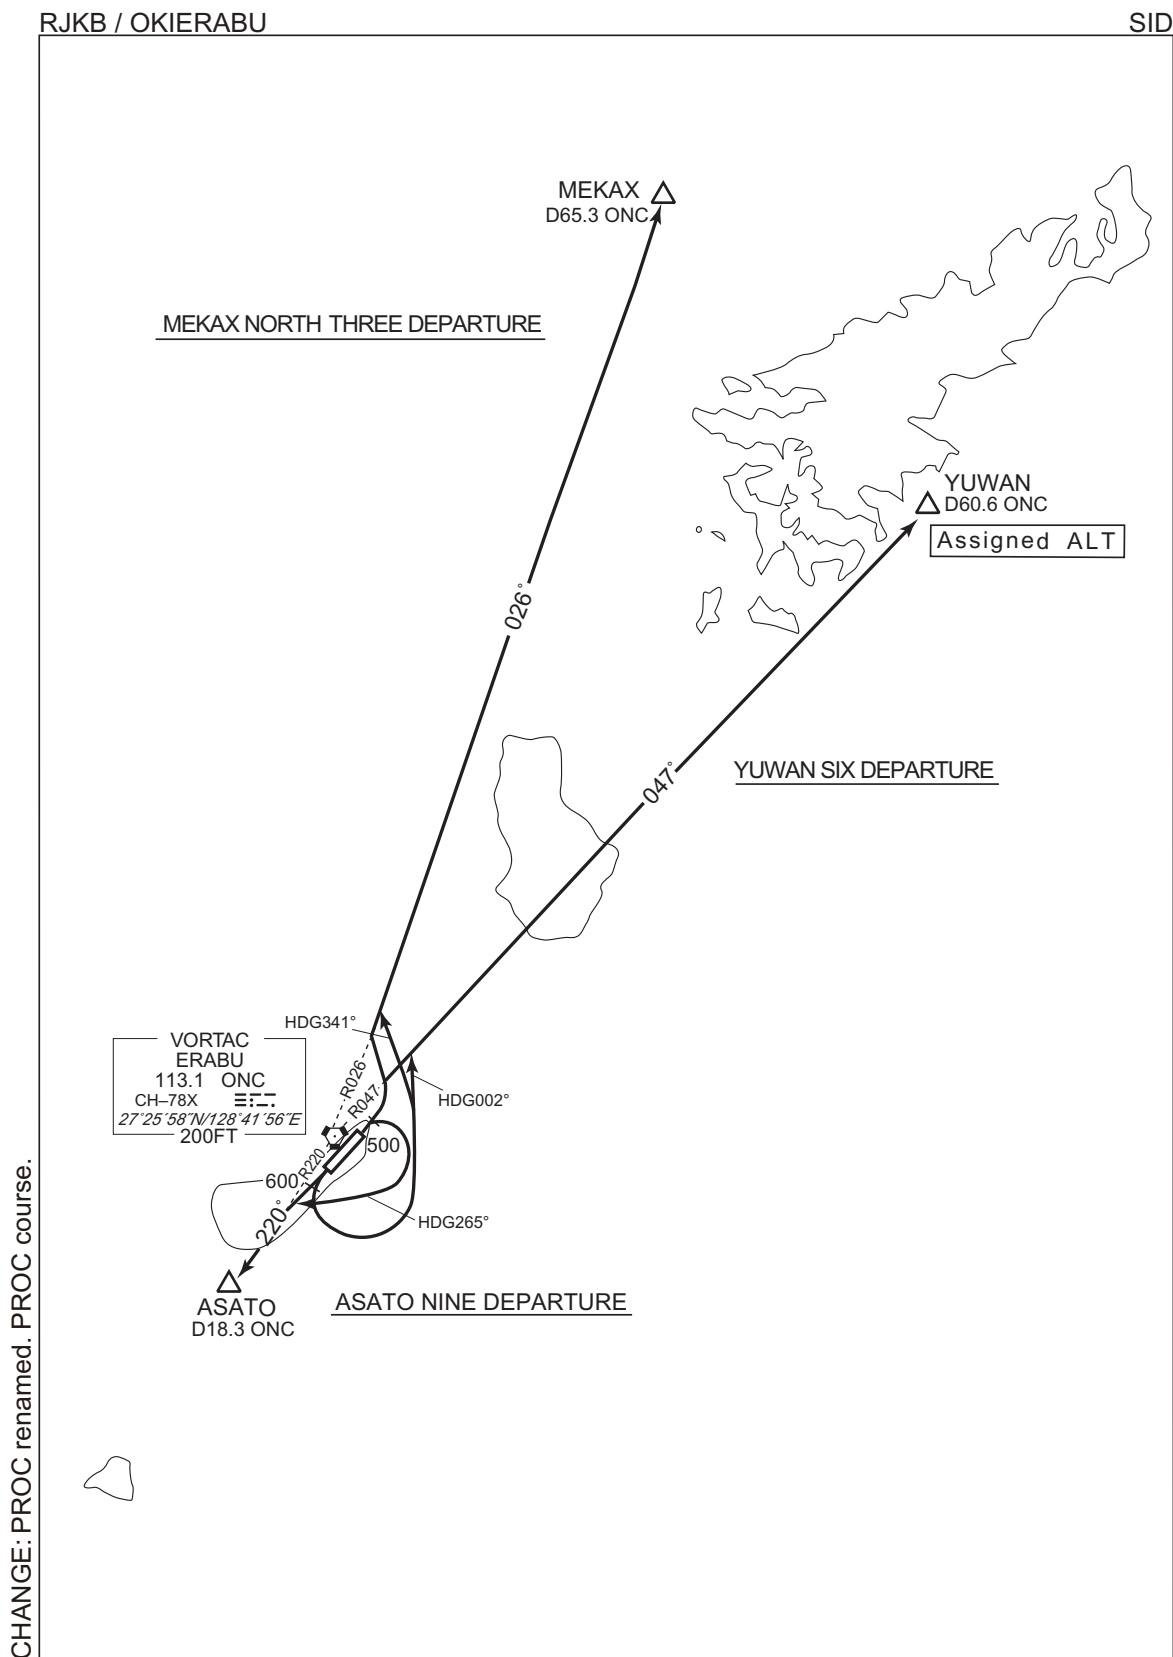 RJKB / OKIERABU
SID
MEKAX
D65.3 ONC
MEKAX NORTH THREE DEPARTURE
YUWAN
D60.6 ONC
Assigned ALT
026°
047°
YUWAN SIX DEPARTURE
HDG341°
VORTAC
ERABU
113.1 ONC
CH–78X
27°25´58˝N/128°41´56˝E
200FT
R026
R047
HDG002°
500
R220
600
HDG265°
220°
ASATO
D18.3 ONC
ASATO NINE DEPARTURE
CHANGE: PROC renamed. PROC course.